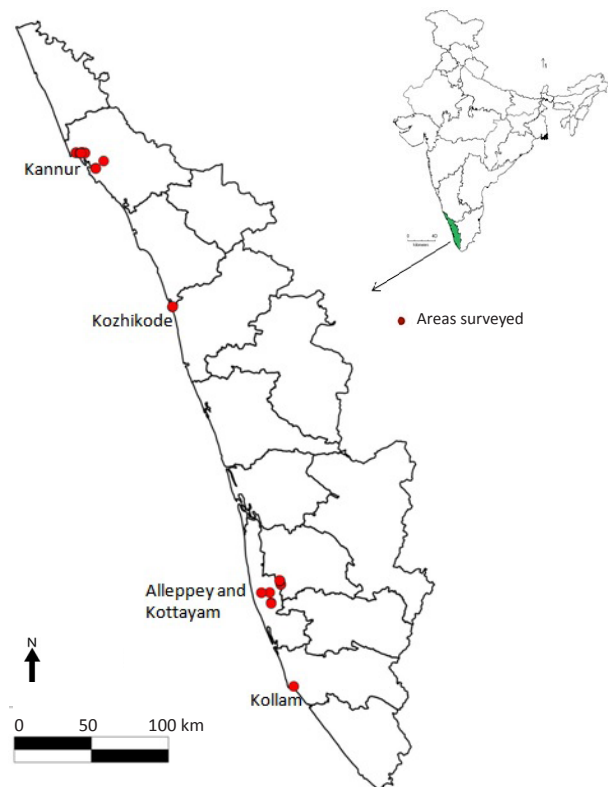 Kannur
Kozhikode
Areas surveyed
Alleppey and
Kottayam
N
Kollam
0 50 100 km